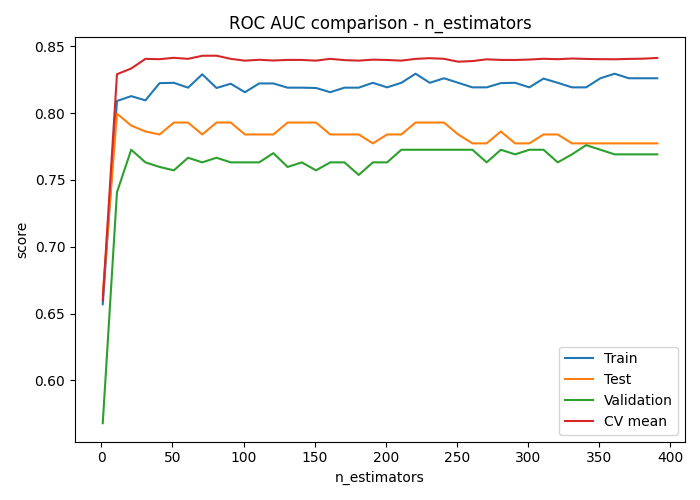 ROC AUC comparison - n_estimators
score
0.85
0.80
0.75
0.70
0.65
0.60
0 50 100 150 200 250 300 350 400
n_estimators
Train
Test
Validation
CV mean